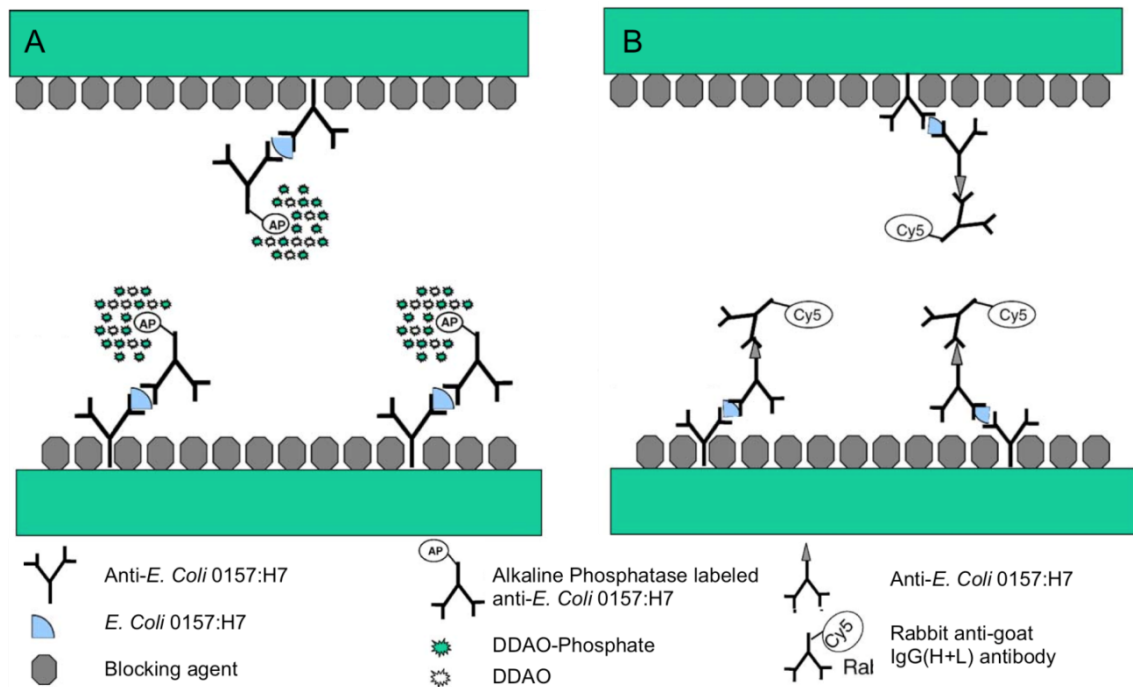 A
B
AP
Cy5
AP
AP
Cy5
Cy5
Anti-E. Coli 0157:H7
E. Coli 0157:H7
Blocking agent
AP
Alkaline Phosphatase labeled
anti-E. Coli 0157:H7
DDAO-Phosphate
DDAO
Anti-E. Coli 0157:H7
Cy5
Rabbit anti-goat
IgG(H+L) antibody
Ral